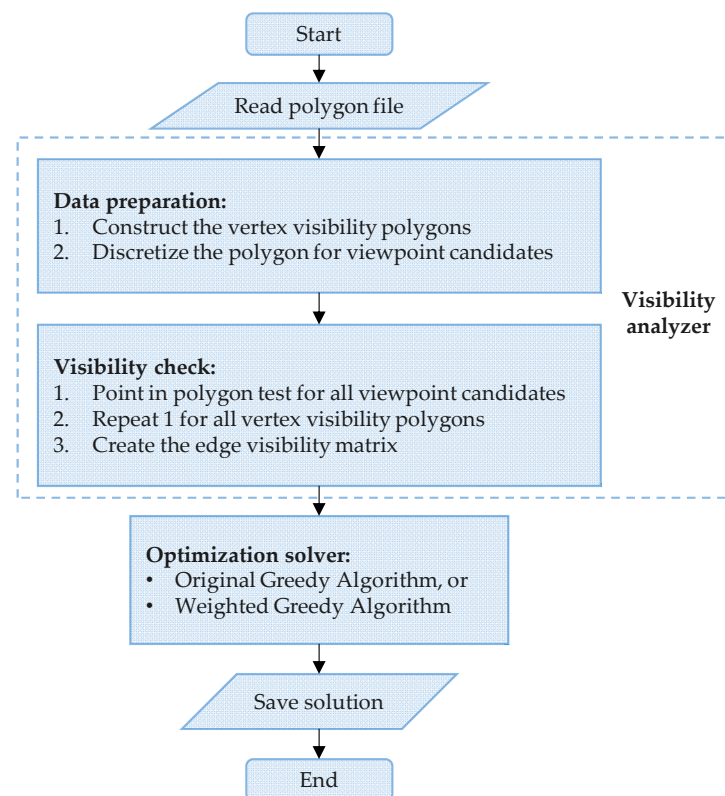 Start
Read polygon file
Data preparation:
1. Construct the vertex visibility polygons
2. Discretize the polygon for viewpoint candidates
Visibility
analyzer
Visibility check:
1. Point in polygon test for all viewpoint candidates
2. Repeat 1 for all vertex visibility polygons
3. Create the edge visibility matrix
Optimization solver:
• Original Greedy Algorithm, or
• Weighted Greedy Algorithm
Save solution
End